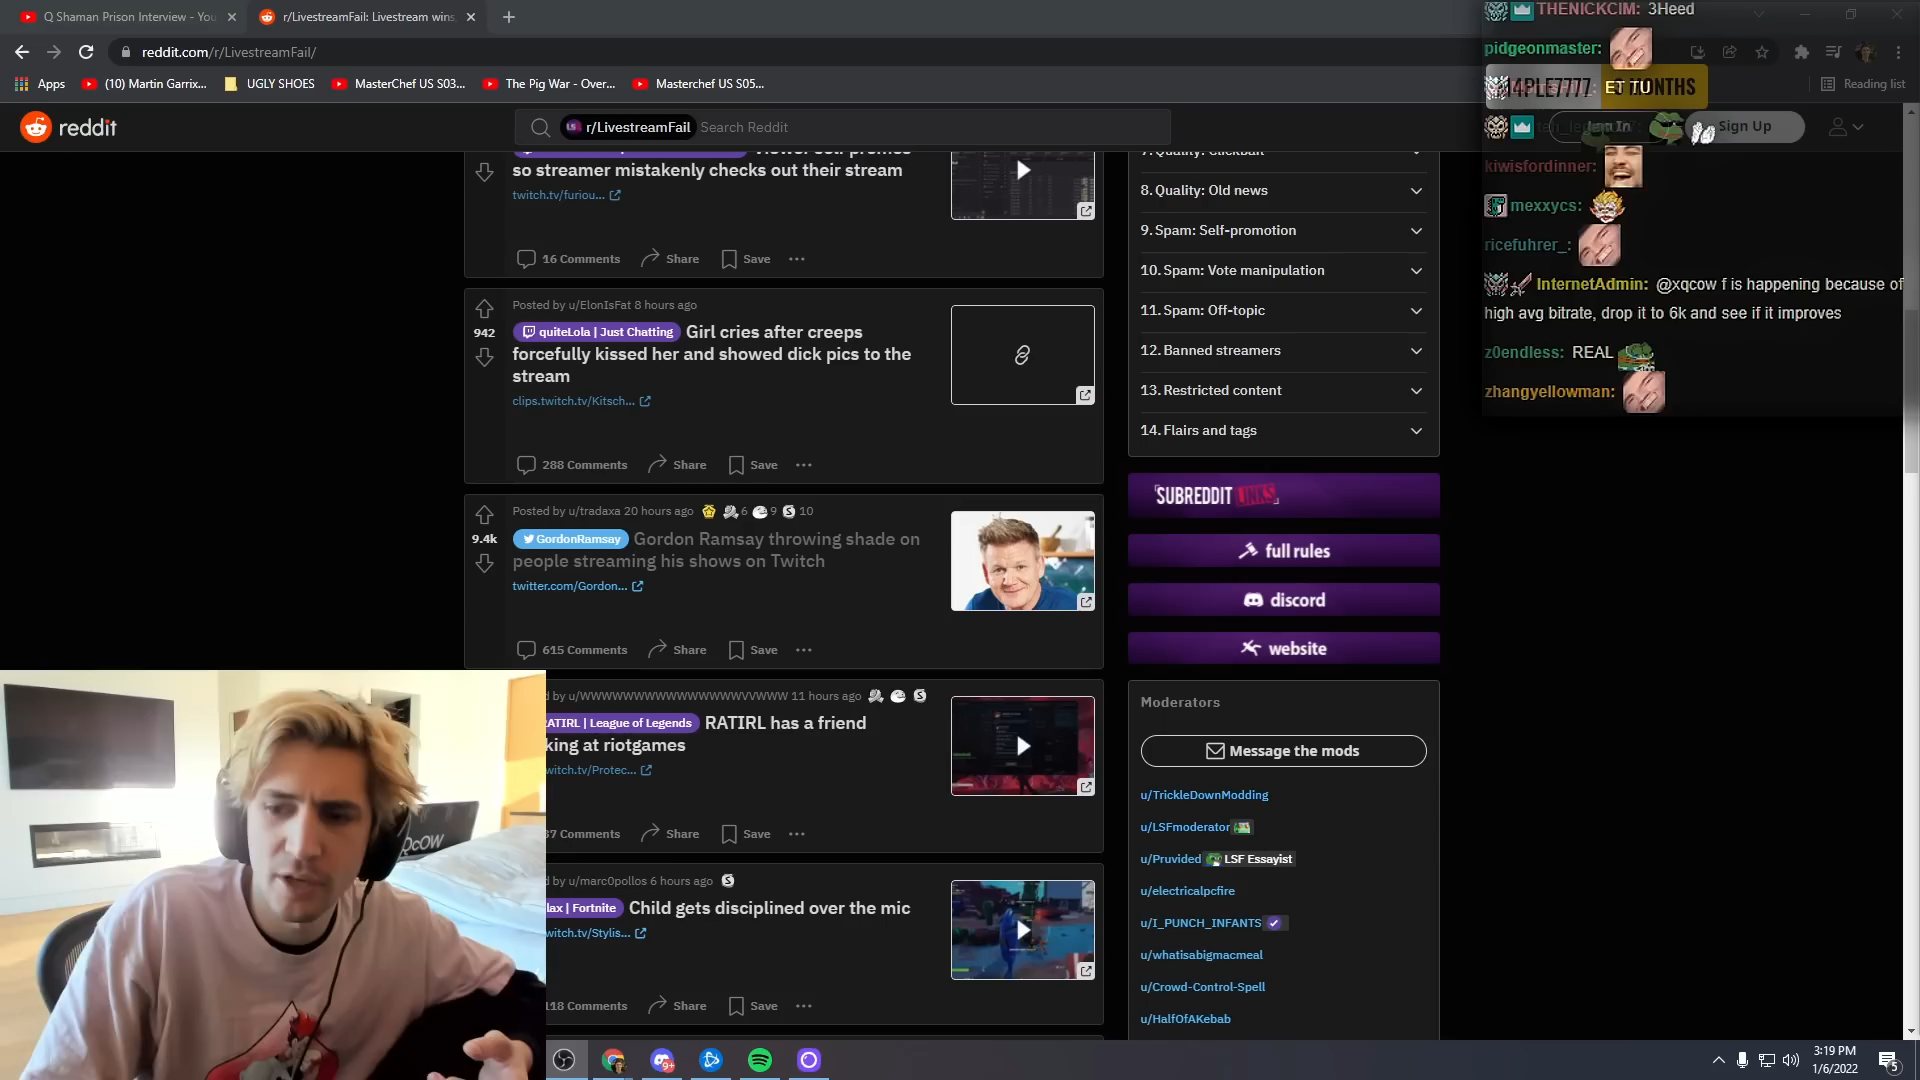 Q Shaman Prison Interview - You
r/LivestreamFail: Livestream wins,
reddit.com/r/LivestreamFail/
Apps
(10) Martin Garrix...
UGLY SHOES
MasterChef US S03...
The Pig War - Over...
Masterchef US S05...
Reading list
reddit
r/LivestreamFail
Search Reddit
Sign Up
so streamer mistakenly checks out their stream
twitch.tv/furiou...
16 Comments
Share
Save
Posted by u/ElonIsFat 8 hours ago
942
quiteLola | Just Chatting
Girl cries after creeps
forcefully kissed her and showed dick pics to the
stream
clips.twitch.tv/Kitsch...
288 Comments
Share
Save
Posted by u/tradaxa 20 hours ago
6
9
10
9.4k
GordonRamsay
Gordon Ramsay throwing shade on
people streaming his shows on Twitch
twitter.com/Gordon...
615 Comments
Share
Save
11 hours ago
ATIRL | League of Legends
RATIRL has a friend
king at riotgames
witch.tv/Protec...
37 Comments
Share
Save
d by u/marc0pollos 6 hours ago
lax | Fortnite
Child gets disciplined over the mic
witch.tv/Stylis...
118 Comments
Share
Save
7. Quality: Clickbait
8. Quality: Old news
9. Spam: Self-promotion
10. Spam: Vote manipulation
11. Spam: Off-topic
12. Banned streamers
13. Restricted content
14. Flairs and tags
SUBREDDIT LINKS
full rules
discord
website
Moderators
Message the mods
u/TrickleDownModding
u/LSFmoderator
u/Pruvided
LSF Essayist
u/electricalpcfire
u/I_PUNCH_INFANTS
u/whatisabigmacmeal
u/Crowd-Control-Spell
u/HalfOfAKebab
THENICKCIM: 3Heed
pidgeonmaster:
ET TU
MONTHS
kiwisfordinner:
mexxycs:
ricefuhrer_:
InternetAdmin: @xqcow f is happening because of
high avg bitrate, drop it to 6k and see if it improves
z0endless: REAL
zhangyellowman:
QcOW
9+
3:19 PM
1/6/2022
5